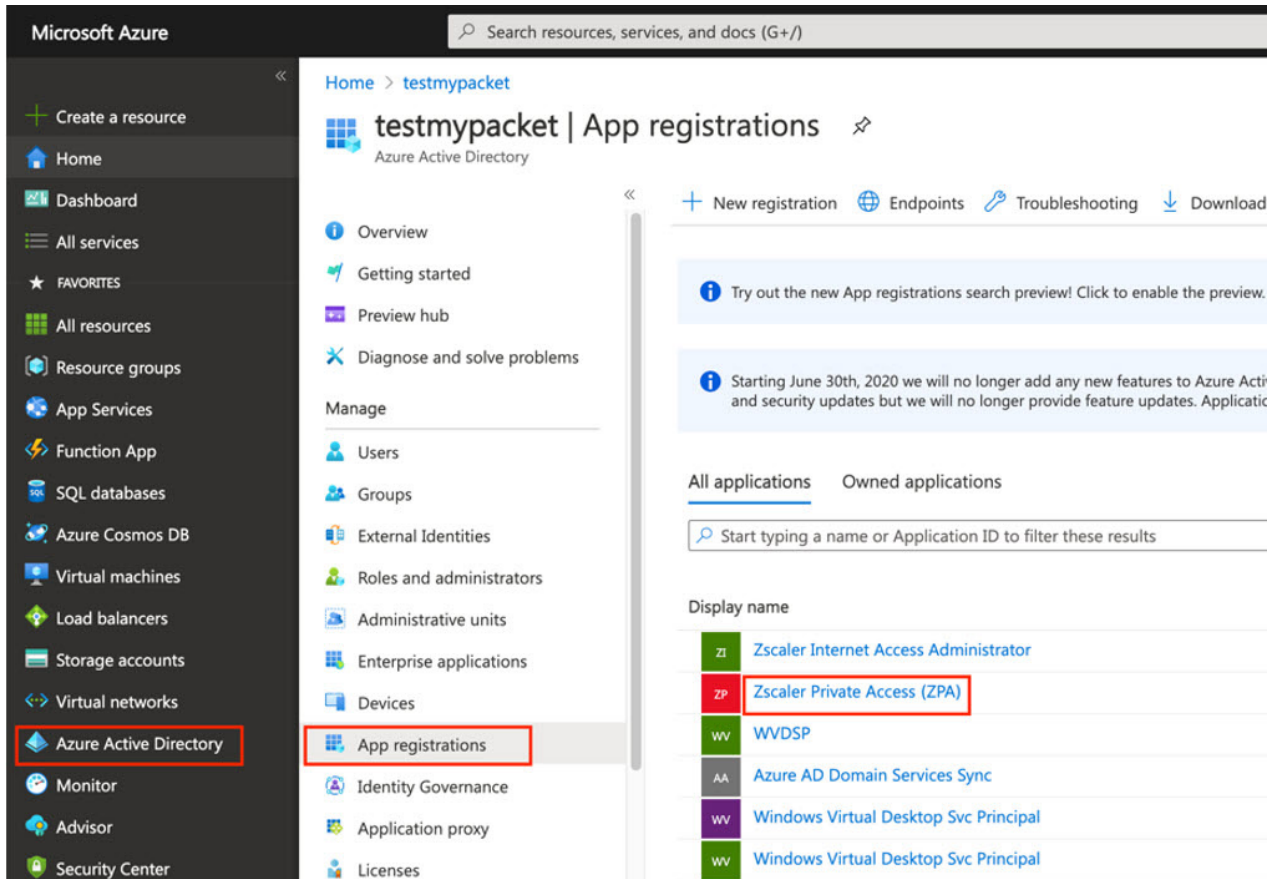 Microsoft Azure
Search resources, services, and docs (G+/)
«
Create a resource
Home
Dashboard
All services
FAVORITES
All resources
Resource groups
App Services
Function App
SQL databases
Azure Cosmos DB
Virtual machines
Load balancers
Storage accounts
Virtual networks
Azure Active Directory
Monitor
Advisor
Security Center
Home > testmypacket
testmypacket | App registrations
Azure Active Directory
«
Overview
Getting started
Preview hub
Diagnose and solve problems
Manage
Users
Groups
External Identities
Roles and administrators
Administrative units
Enterprise applications
Devices
App registrations
Identity Governance
Application proxy
Licenses
New registration Endpoints Troubleshooting Download
Try out the new App registrations search preview! Click to enable the preview.
Starting June 30th, 2020 we will no longer add any new features to Azure Acti
and security updates but we will no longer provide feature updates. Applicatio
All applications Owned applications
Start typing a name or Application ID to filter these results
Display name
ZI Zscaler Internet Access Administrator
ZP Zscaler Private Access (ZPA)
WV WVDSP
AA Azure AD Domain Services Sync
WV Windows Virtual Desktop Svc Principal
WV Windows Virtual Desktop Svc Principal